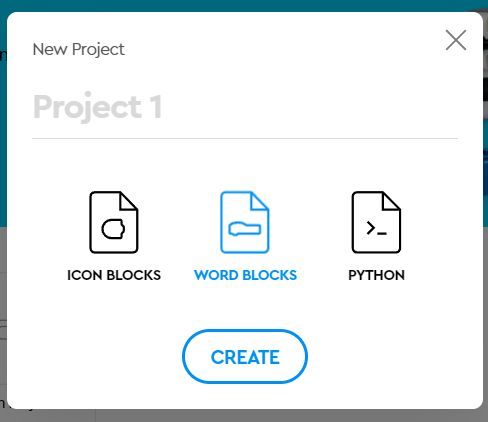 New Project
Project 1
ICON BLOCKS
WORD BLOCKS
PYTHON
CREATE